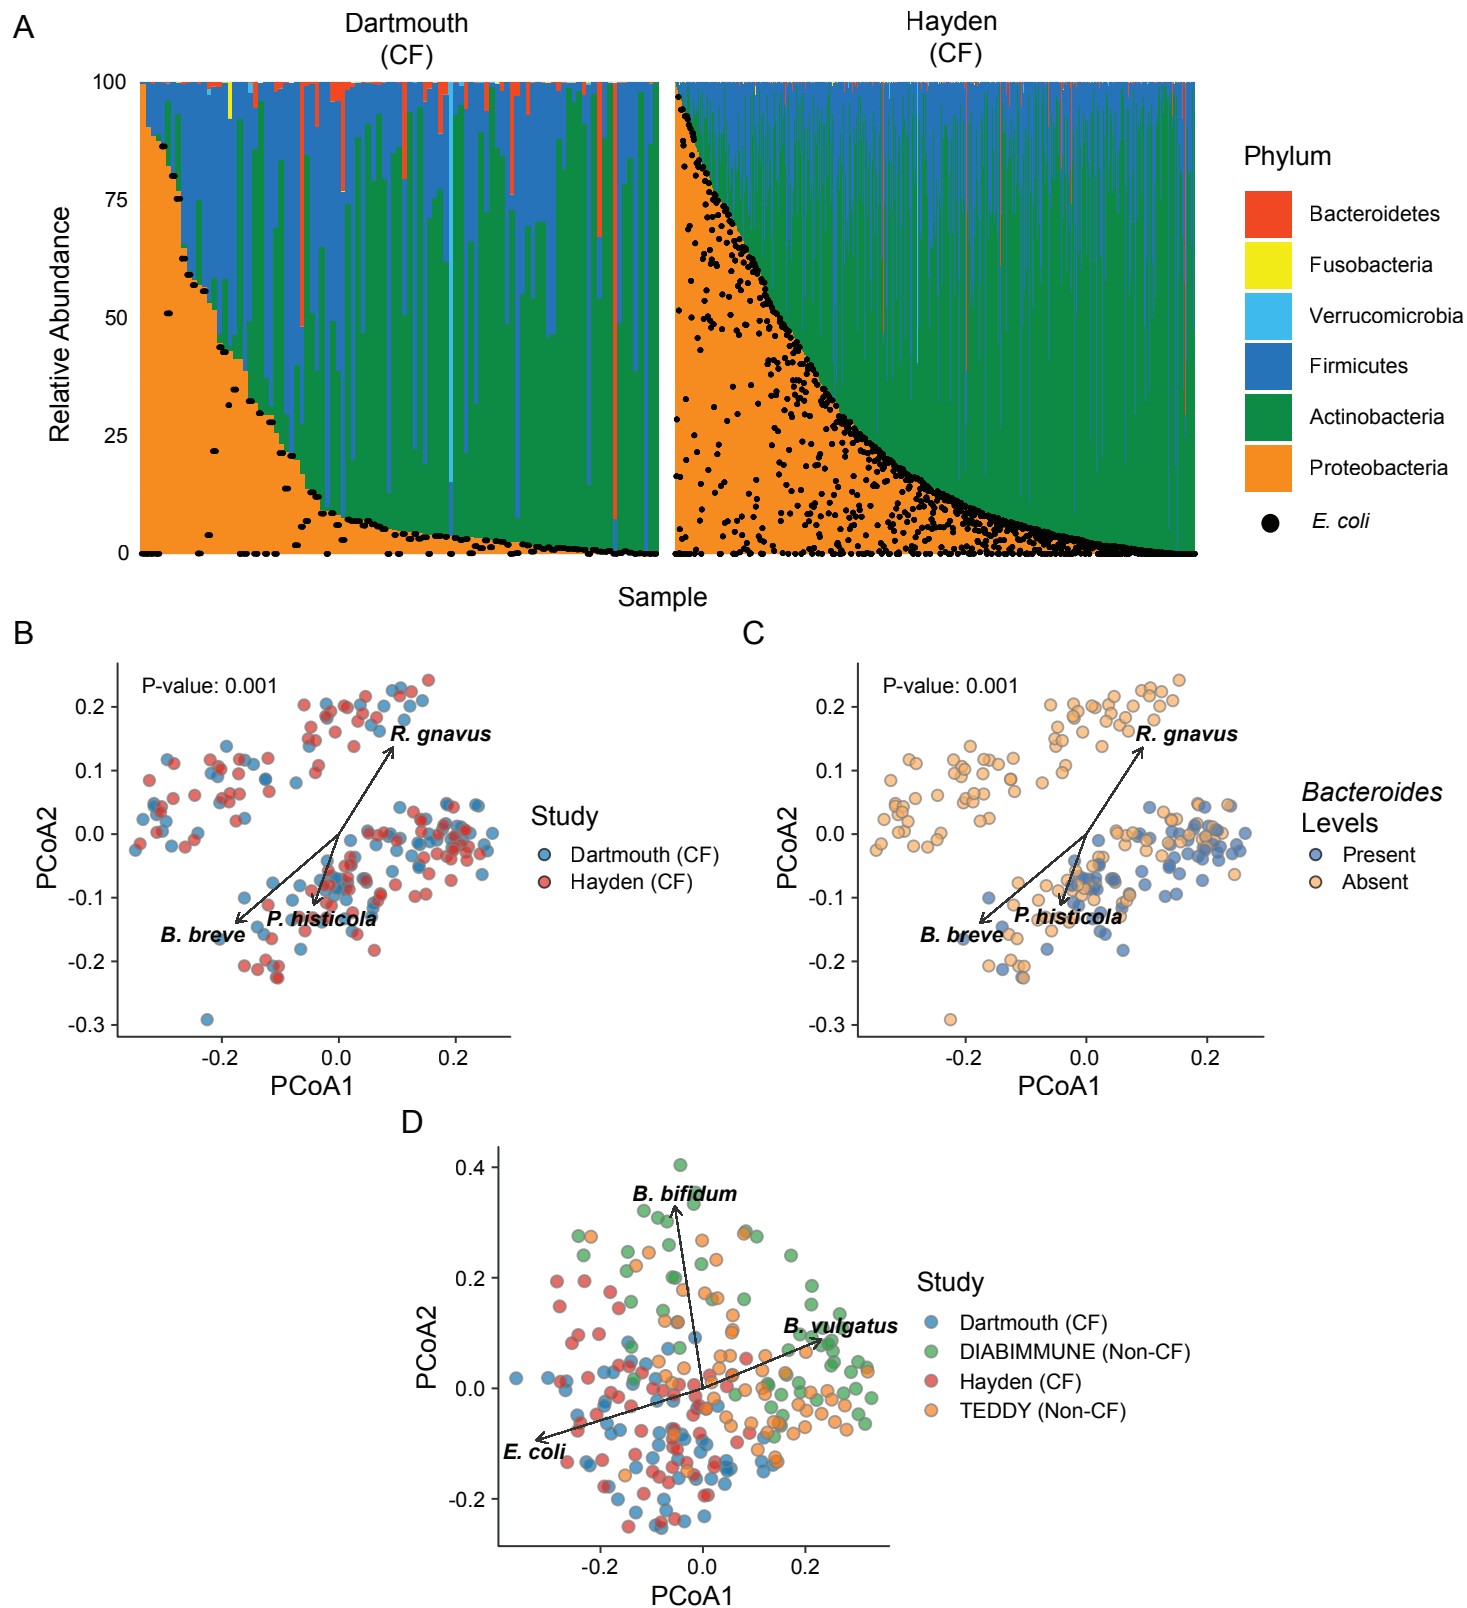 A
Dartmouth
(CF)
Hayden
(CF)
100
75
50
25
0
Relative Abundance
Sample
Phylum
Bacteroidetes
Fusobacteria
Verrucomicrobia
Firmicutes
Actinobacteria
Proteobacteria
E. coli
B
P-value: 0.001
0.2
0.1
0.0
-0.1
-0.2
-0.3
PCoA2
R. gnavus
P. histicola
B. breve
-0.2
0.0
0.2
PCoA1
Study
Dartmouth (CF)
Hayden (CF)
C
P-value: 0.001
0.2
0.1
0.0
-0.1
-0.2
-0.3
PCoA2
R. gnavus
P. histicola
B. breve
-0.2
0.0
0.2
PCoA1
Bacteroides
Levels
Present
Absent
D
0.4
0.2
0.0
-0.2
PCoA2
B. bifidum
B. vulgatus
E. coli
-0.2
0.0
0.2
PCoA1
Study
Dartmouth (CF)
DIABIMMUNE (Non-CF)
Hayden (CF)
TEDDY (Non-CF)